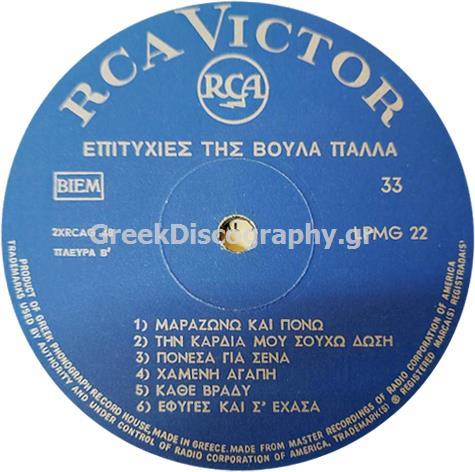 RCA VICTOR
RCA
ΕΠΙΤΥΧΙΕΣ ΤΗΣ ΒΟΥΛΑ ΠΑΛΛΑ
BIEM
33
2XRCAG 48
LPMG 22
GreekDiscography.gr
ΠΛΕΥΡΑ Β'
1) ΜΑΡΑΖΩΝΩ ΚΑΙ ΠΟΝΩ
2) ΤΗΝ ΚΑΡΔΙΑ ΜΟΥ ΣΟΥΧΩ ΔΩΣΗ
3) ΠΟΝΕΣΑ ΓΙΑ ΣΕΝΑ
4) ΧΑΜΕΝΗ ΑΓΑΠΗ
5) ΚΑΘΕ ΒΡΑΔΥ
6) ΕΦΥΓΕΣ ΚΑΙ Σ' ΕΧΑΣΑ
PRODUCT OF GREEK PHONOGRAPH RECORD HOUSE, MADE IN GREECE. MADE FROM MASTER RECORDINGS OF RADIO CORPORATION OF AMERICA
TRADEMARKS USED BY AUTHORITY AND UNDER CONTROL OF RADIO CORPORATION OF AMERICA, TRADEMARK(S) ® REGISTERED MARCA(S) REGISTRADA(S)